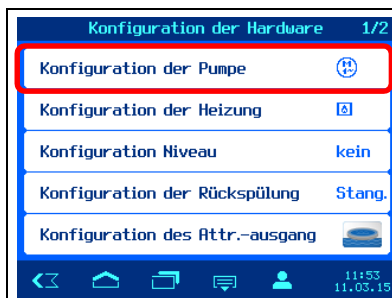 Konfiguration der Hardware 1/2
Konfiguration der Pumpe
Konfiguration der Heizung
Konfiguration Niveau kein
Konfiguration der Rückspülung Stang.
Konfiguration des Attr.-ausgang
11:53
11.03.15